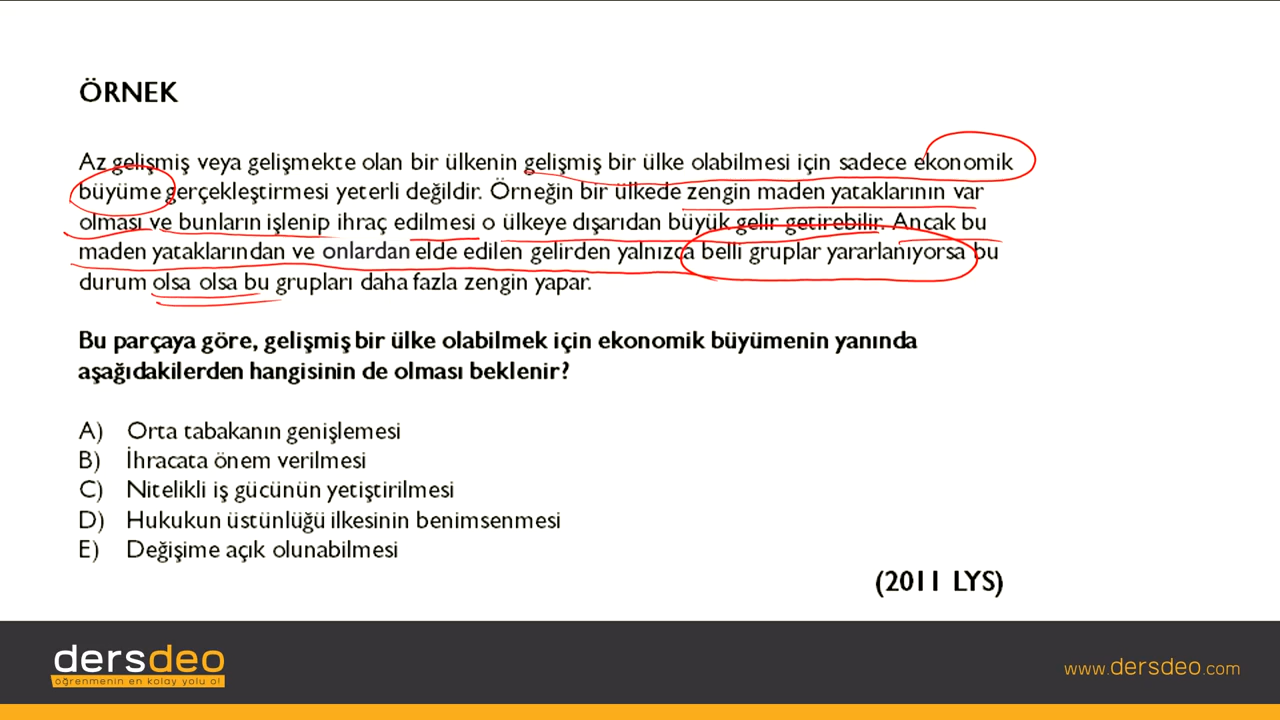 ÖRNEK
Az gelişmiş veya gelişmekte olan bir ülkenin gelişmiş bir ülke olabilmesi için sadece ekonomik
büyüme gerçekleştirmesi yeterli değildir. Örneğin bir ülkede zengin maden yataklarının var
olması ve bunların işlenip ihraç edilmesi o ülkeye dışarıdan büyük gelir getirebilir. Ancak bu
maden yataklarından ve onlardan elde edilen gelirden yalnızca belli gruplar yararlanıyorsa bu
durum olsa olsa bu grupları daha fazla zengin yapar.
Bu parçaya göre, gelişmiş bir ülke olabilmek için ekonomik büyümenin yanında
aşağıdakilerden hangisinin de olması beklenir?
A) Orta tabakanın genişlemesi
B) İhracata önem verilmesi
C) Nitelikli iş gücünün yetiştirilmesi
D) Hukukun üstünlüğü ilkesinin benimsenmesi
E) Değişime açık olunabilmesi
(2011 LYS)
dersdeo
öğrenmenin en kolay yolu o!
www.dersdeo.com